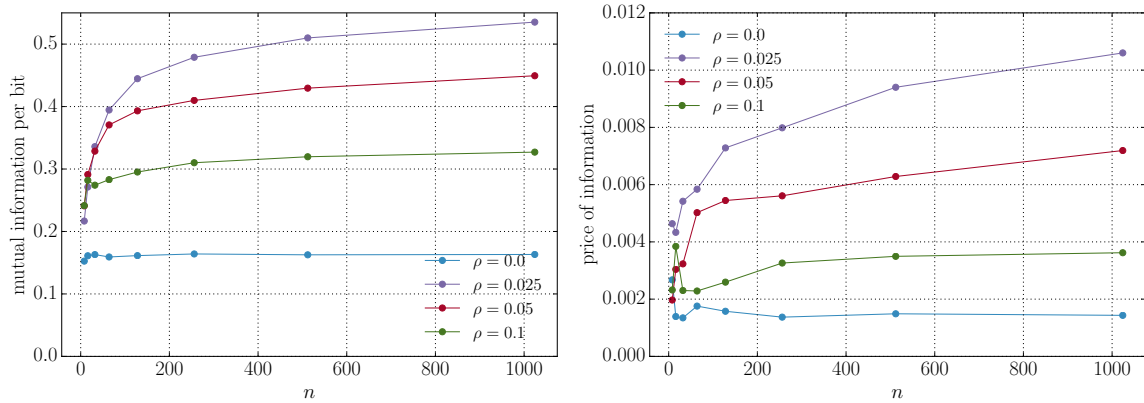 0.5
0.4
0.3
0.2
0.1
0.0
mutual information per bit
ρ = 0.0
ρ = 0.025
ρ = 0.05
ρ = 0.1
0 200 400 600 800 1000
n
0.012
0.010
0.008
0.006
0.004
0.002
0.000
price of information
ρ = 0.0
ρ = 0.025
ρ = 0.05
ρ = 0.1
0 200 400 600 800 1000
n